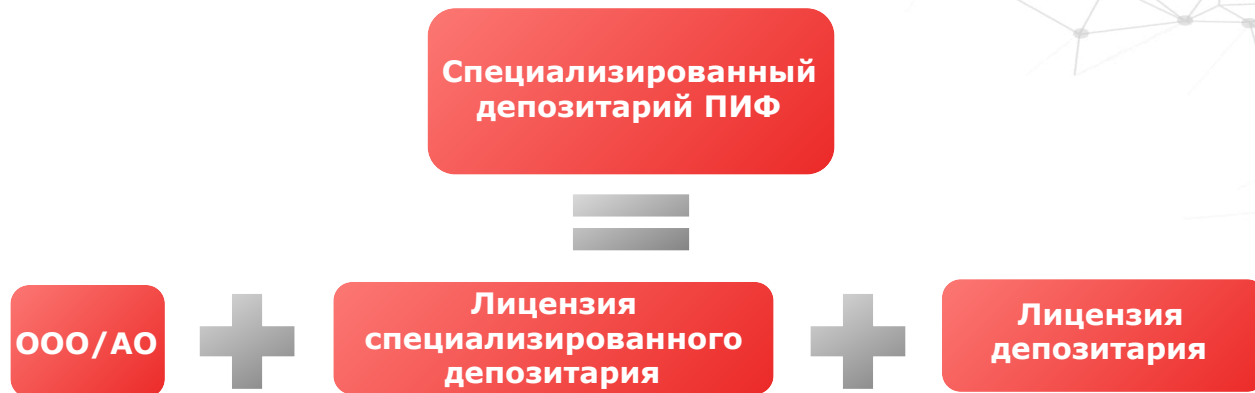 Специализированный
депозитарий ПИФ
ООО/АО
Лицензия
специализированного
депозитария
Лицензия
депозитария